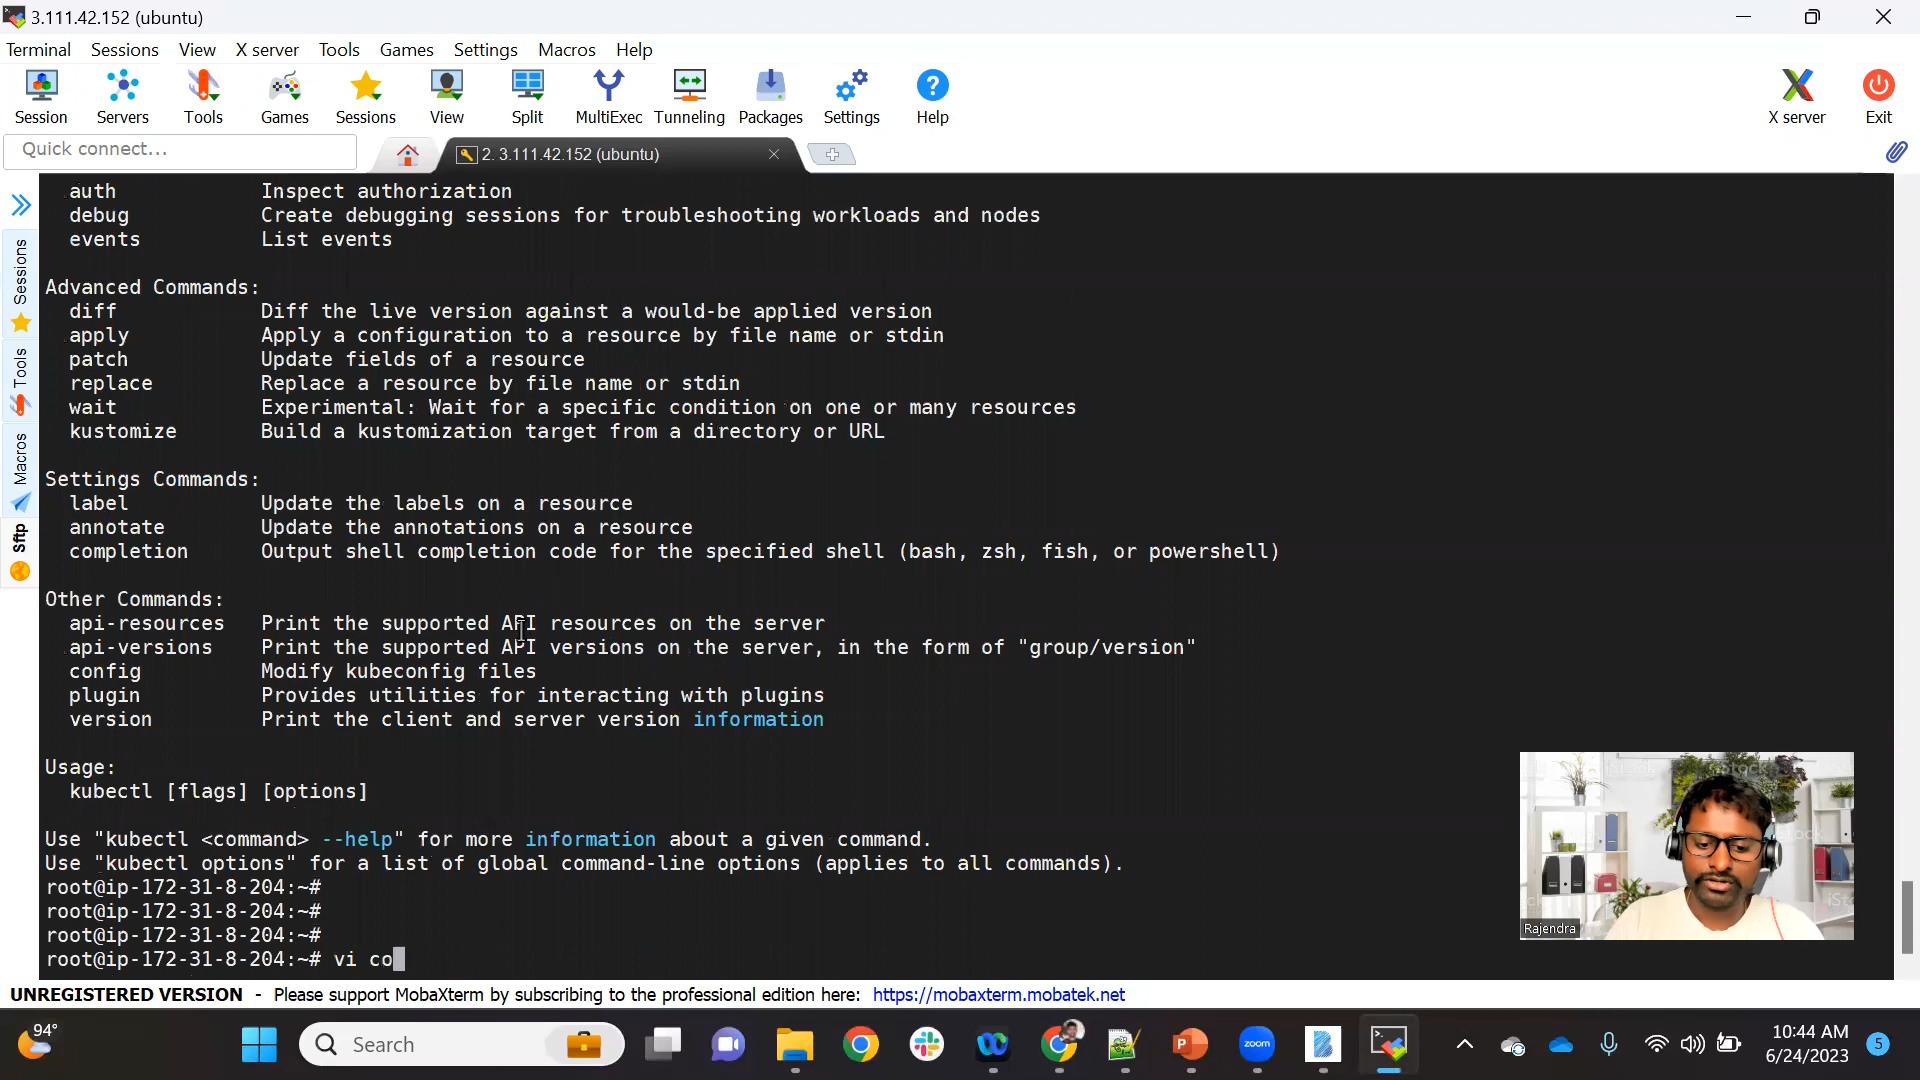 3.111.42.152 (ubuntu)
Terminal Sessions View X server Tools Games Settings Macros Help
Session Servers Tools Games Sessions View Split MultiExec Tunneling Packages Settings Help X server Exit
Quick connect...
2. 3.111.42.152 (ubuntu)
Sessions
Tools
Macros
Sftp
auth Inspect authorization
debug Create debugging sessions for troubleshooting workloads and nodes
events List events
Advanced Commands:
diff Diff the live version against a would-be applied version
apply Apply a configuration to a resource by file name or stdin
patch Update fields of a resource
replace Replace a resource by file name or stdin
wait Experimental: Wait for a specific condition on one or many resources
kustomize Build a kustomization target from a directory or URL
Settings Commands:
label Update the labels on a resource
annotate Update the annotations on a resource
completion Output shell completion code for the specified shell (bash, zsh, fish, or powershell)
Other Commands:
api-resources Print the supported API resources on the server
api-versions Print the supported API versions on the server, in the form of "group/version"
config Modify kubeconfig files
plugin Provides utilities for interacting with plugins
version Print the client and server version information
Usage:
kubectl [flags] [options]
Use "kubectl <command> --help" for more information about a given command.
Use "kubectl options" for a list of global command-line options (applies to all commands).
root@ip-172-31-8-204:~#
root@ip-172-31-8-204:~#
root@ip-172-31-8-204:~#
root@ip-172-31-8-204:~# vi co
Rajendra
UNREGISTERED VERSION - Please support MobaXterm by subscribing to the professional edition here: https://mobaxterm.mobatek.net
94°
Search
zoom
10:44 AM
6/24/2023
5